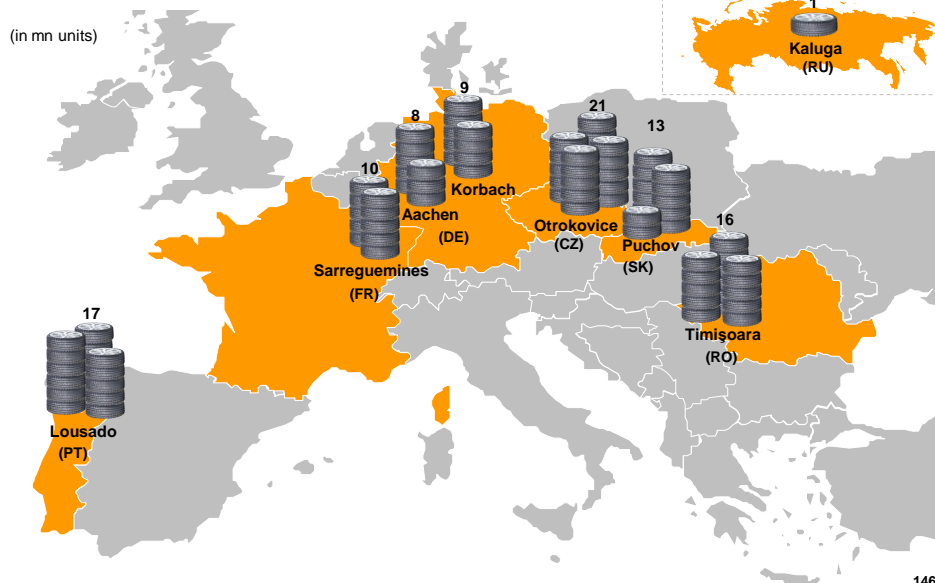 1
(in mn units)
Kaluga
(RU)
9
21
8
13
10
Korbach
Aachen
(DE)
Otrokovice
(CZ)
16
Puchov
(SK)
Sarreguemines
(FR)
17
Timişoara
(RO)
Lousado
(PT)
146